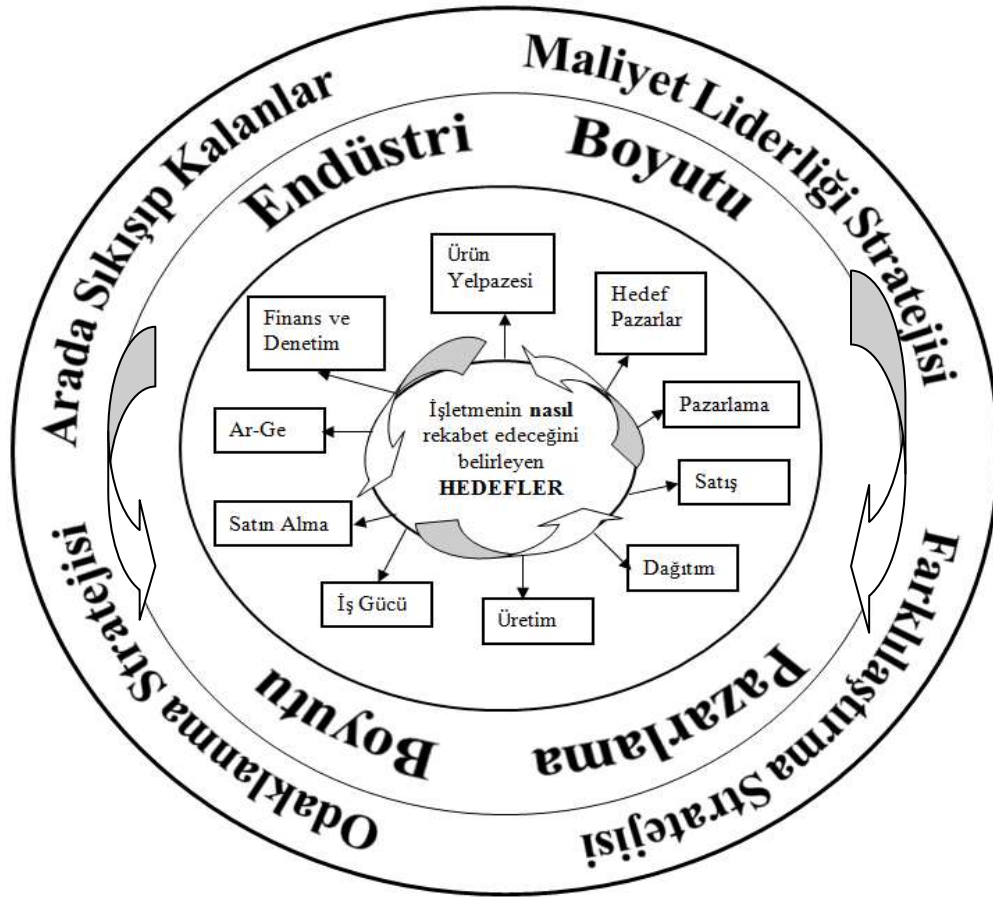 Arada Sıkışıp Kalanlar
Maliyet Liderliği Stratejisi
Endüstri Boyutu
Ürün
Yelpazesi
Hedef
Pazarlar
Finans ve
Denetim
Pazarlama
Ar-Ge
İşletmenin nasıl
rekabet edeceğini
belirleyen
HEDEFLER
Satış
Satın Alma
Dağıtım
İş Gücü
Üretim
Pazarlama Boyutu
Odaklanma Stratejisi
Farklılaştırma Stratejisi